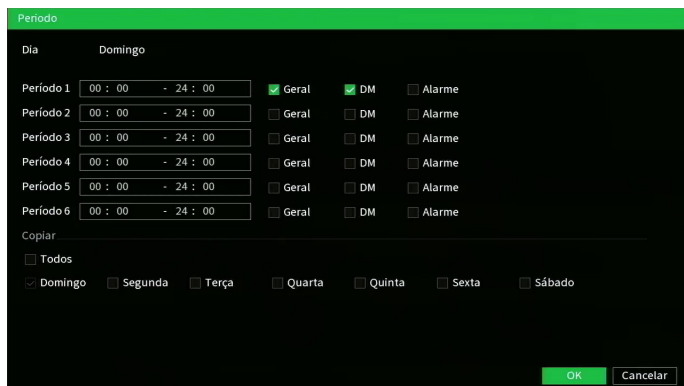 Periodo
Dia Domingo
Período 1 00 : 00 - 24 : 00 Geral DM Alarme
Período 2 00 : 00 - 24 : 00 Geral DM Alarme
Período 3 00 : 00 - 24 : 00 Geral DM Alarme
Período 4 00 : 00 - 24 : 00 Geral DM Alarme
Período 5 00 : 00 - 24 : 00 Geral DM Alarme
Período 6 00 : 00 - 24 : 00 Geral DM Alarme
Copiar
Todos
Domingo Segunda Terça Quarta Quinta Sexta Sábado
OK Cancelar